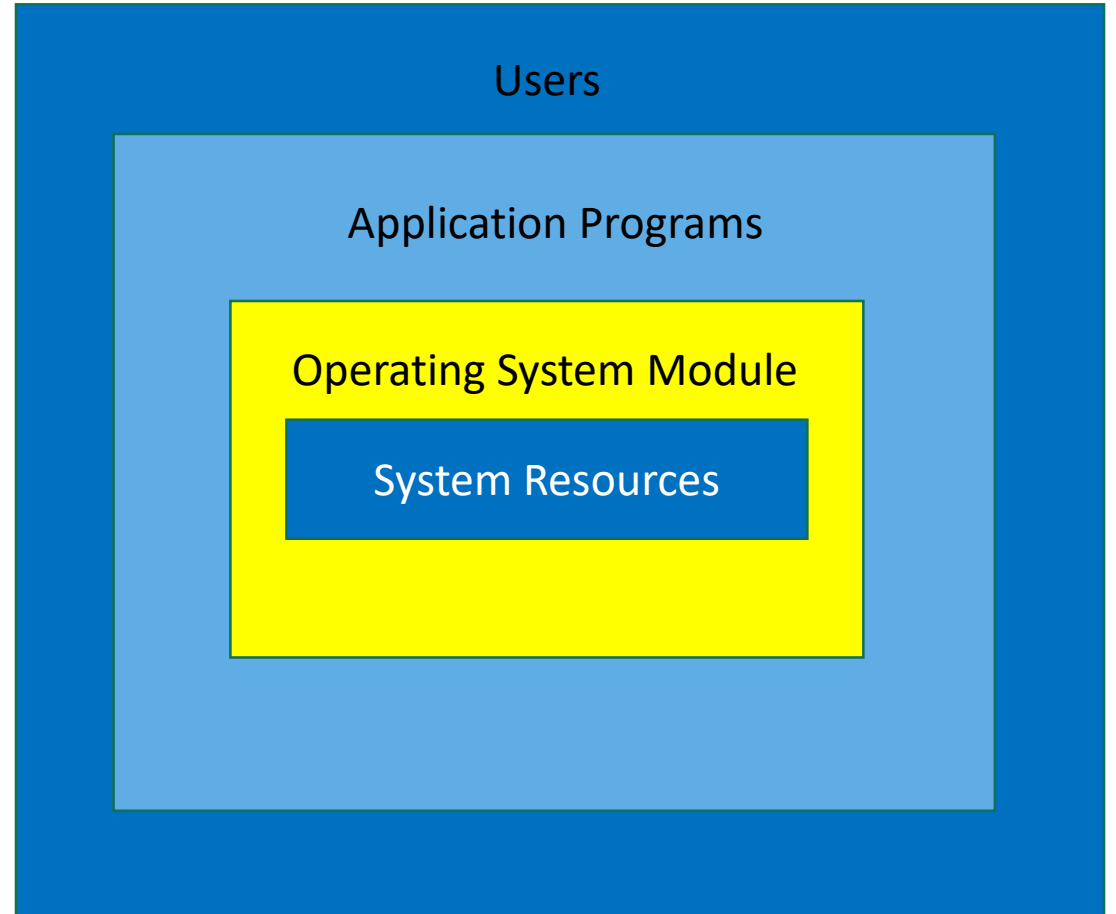 Users
Application Programs
Operating System Module
System Resources